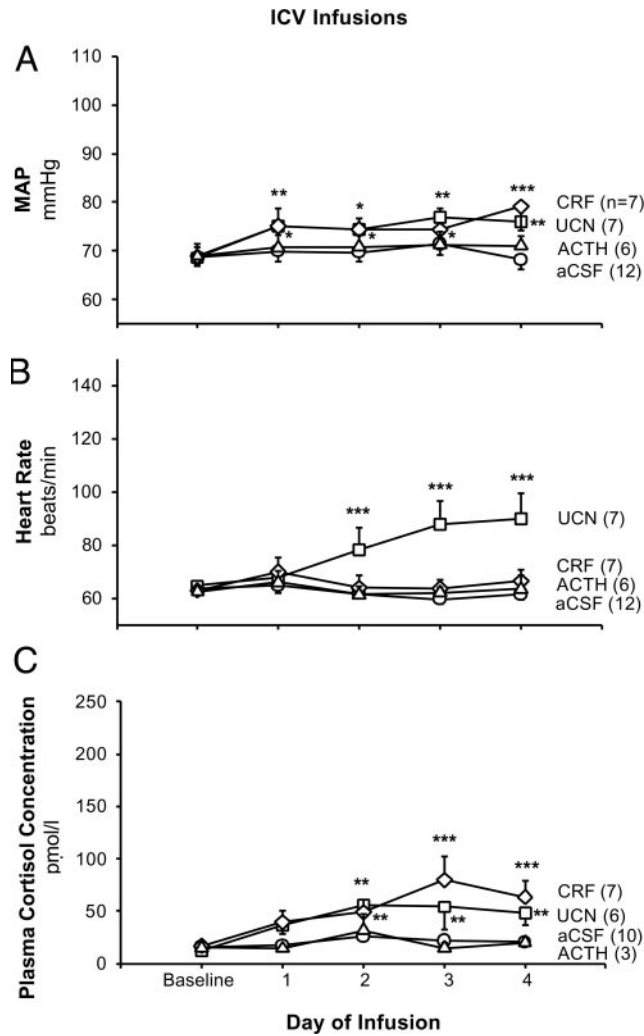 ICV Infusions
A
MAP
mmHg
110
100
90
80
70
60
**
*
**
***
*
*
*
**
CRF (n=7)
UCN (7)
ACTH (6)
aCSF (12)
B
Heart Rate
beats/min
140
120
100
80
60
***
***
***
UCN (7)
CRF (7)
ACTH (6)
aCSF (12)
C
Plasma Cortisol Concentration
pmol/l
250
200
150
100
50
0
**
***
***
**
**
**
CRF (7)
UCN (6)
aCSF (10)
ACTH (3)
Baseline 1 2 3 4
Day of Infusion